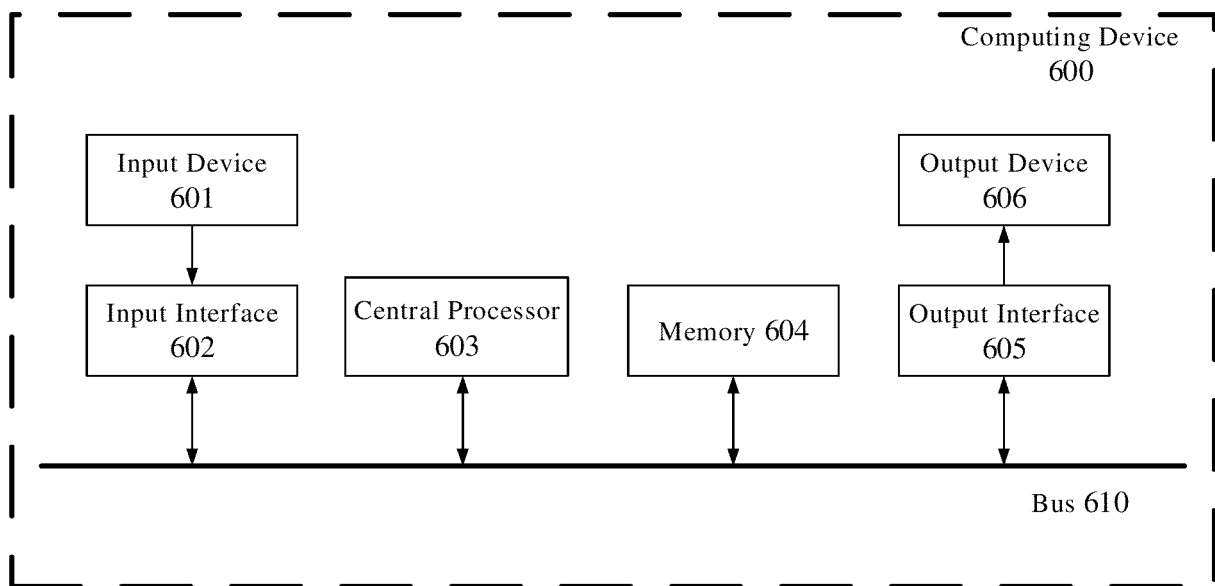 Computing Device
600
Input Device
601
Output Device
606
Input Interface
602
Central Processor
603
Memory 604
Output Interface
605
Bus 610